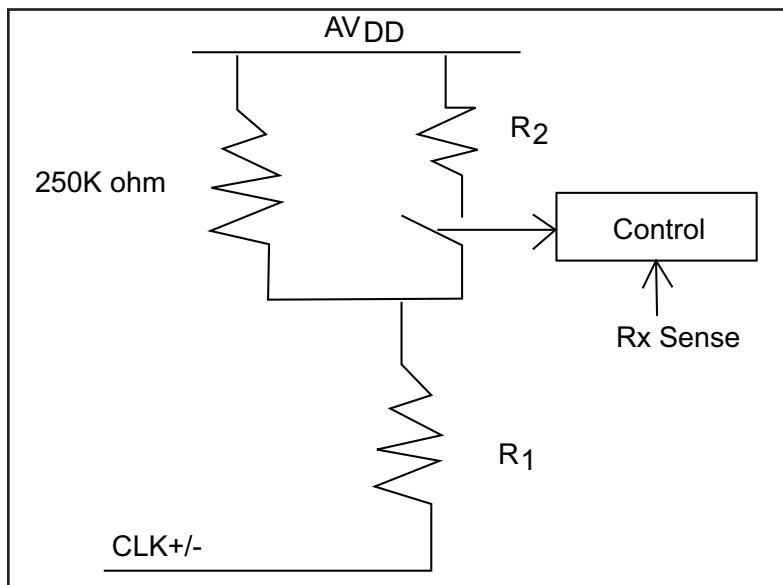 AVDD
R2
250K ohm
Control
Rx Sense
R1
CLK+/-